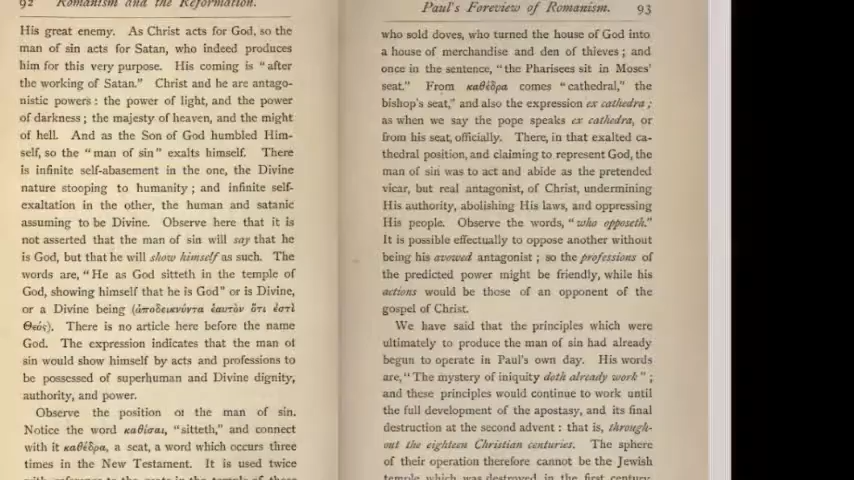 92 Romanism and the Reformation.
His great enemy. As Christ acts for God, so the
man of sin acts for Satan, who indeed produces
him for this very purpose. His coming is “after
the working of Satan.” Christ and he are antago-
nistic powers: the power of light, and the power
of darkness; the majesty of heaven, and the might
of hell. And as the Son of God humbled Him-
self, so the “man of sin” exalts himself. There
is infinite self-abasement in the one, the Divine
nature stooping to humanity; and infinite self-
exaltation in the other, the human and satanic
assuming to be Divine. Observe here that it is
not asserted that the man of sin will say that he
is God, but that he will show himself as such. The
words are, “He as God sitteth in the temple of
God, showing himself that he is God” or is Divine,
or a Divine being (ἀποδεικνύντα ἑαυτὸν ὅτι ἐστὶ
Θεός). There is no article here before the name
God. The expression indicates that the man of
sin would show himself by acts and professions to
be possessed of superhuman and Divine dignity,
authority, and power.
Observe the position of the man of sin.
Notice the word καθίσαι, “sitteth,” and connect
with it καθέδρα, a seat, a word which occurs three
times in the New Testament. It is used twice
Paul's Foreview of Romanism. 93
who sold doves, who turned the house of God into
a house of merchandise and den of thieves; and
once in the sentence, “the Pharisees sit in Moses'
seat.” From καθέδρα comes “cathedral,” the
bishop's seat,” and also the expression ex cathedra;
as when we say the pope speaks ex cathedra, or
from his seat, officially. There, in that exalted ca-
thedral position, and claiming to represent God, the
man of sin was to act and abide as the pretended
vicar, but real antagonist, of Christ, undermining
His authority, abolishing His laws, and oppressing
His people. Observe the words, “who opposeth.”
It is possible effectually to oppose another without
being his avowed antagonist; so the professions of
the predicted power might be friendly, while his
actions would be those of an opponent of the
gospel of Christ.
We have said that the principles which were
ultimately to produce the man of sin had already
begun to operate in Paul's own day. His words
are, “The mystery of iniquity doth already work”;
and these principles would continue to work until
the full development of the apostasy, and its final
destruction at the second advent: that is, through-
out the eighteen Christian centuries. The sphere
of their operation therefore cannot be the Jewish
temple which was destroyed in the first century